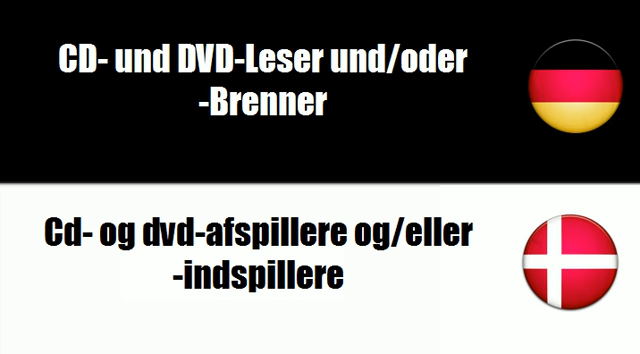 CD- und DVD-Leser und/oder
-Brenner
Cd- og dvd-afspillere og/eller
-indspillere